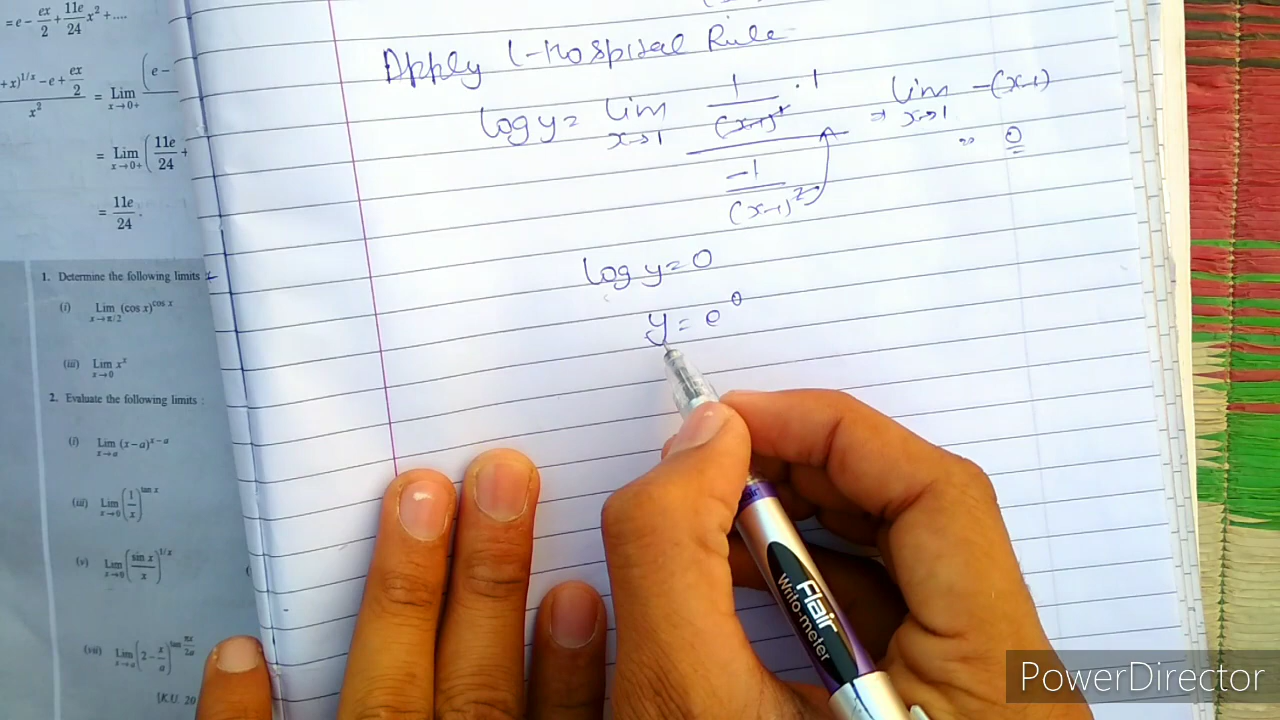 = e - ex/2 + 11e/24 x² + ....
+ x)^1/x - e + ex/2
x²
= Lim x→0+ (e -
= Lim x→0+ (11e/24 +
= 11e/24 .
1. Determine the following limits
(i) Lim x→π/2 (cos x)^cos x
(iii) Lim x→0 x^x
2. Evaluate the following limits :
(i) Lim x→a (x-a)^x-a
(iii) Lim x→0 (1/x)^tan x
(v) Lim x→0 (sin x/x)^1/x
(vii) Lim x→a (2 - x/a)^tan πx/2a
[K.U. 20
Apply L-Hospital Rule
log y = lim x→1 1/(x-1) · 1 / -1/(x-1)² ⇒ lim x→1 -(x-1)
= 0
log y = 0
y = e^0
Flair
Writo-meter
PowerDirector